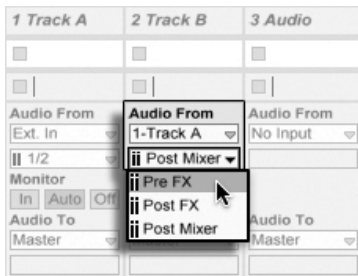 1 Track A 2 Track B 3 Audio
Audio From Audio From Audio From
Ext. In 1-Track A No Input
1/2 Post Mixer
Monitor Pre FX
In Auto Off Post FX
Audio To Post Mixer Audio To
Master Master